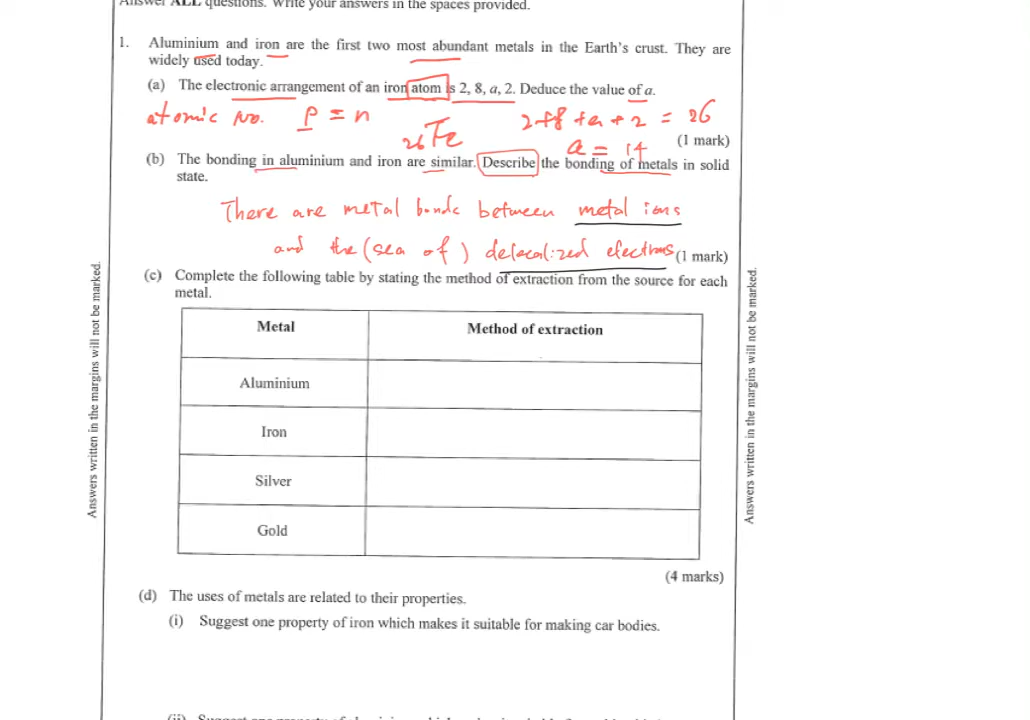 Answer ALL questions. Write your answers in the spaces provided.
1. Aluminium and iron are the first two most abundant metals in the Earth's crust. They are
widely used today.
(a) The electronic arrangement of an iron atom is 2, 8, a, 2. Deduce the value of a.
atomic No. P = n
26Fe
2+8+a+2 = 26
a = 14
(1 mark)
(b) The bonding in aluminium and iron are similar. Describe the bonding of metals in solid
state.
There are metal bonds between metal ions
and the (sea of) delocalized electrons (1 mark)
(c) Complete the following table by stating the method of extraction from the source for each
metal.
Metal Method of extraction
Aluminium
Iron
Silver
Gold
(4 marks)
(d) The uses of metals are related to their properties.
(i) Suggest one property of iron which makes it suitable for making car bodies.
Answers written in the margins will not be marked.
Answers written in the margins will not be marked.